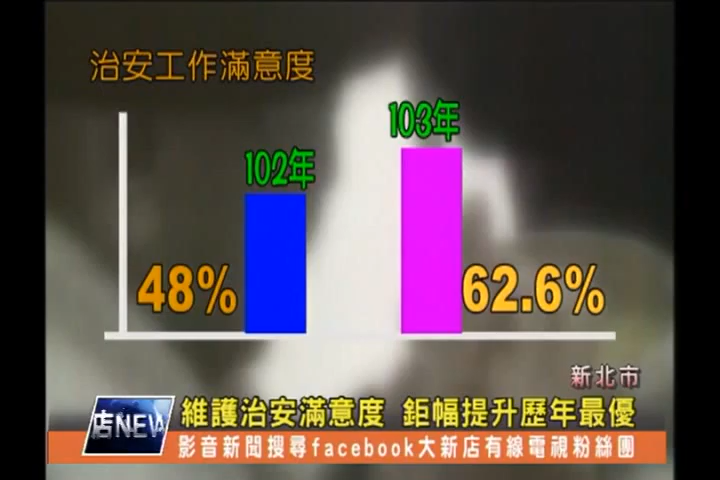 治安工作滿意度
103年
102年
48%
62.6%
新北市
店NEW
維護治安滿意度 鉅幅提升歷年最優
影音新聞搜尋facebook大新店有線電視粉絲團